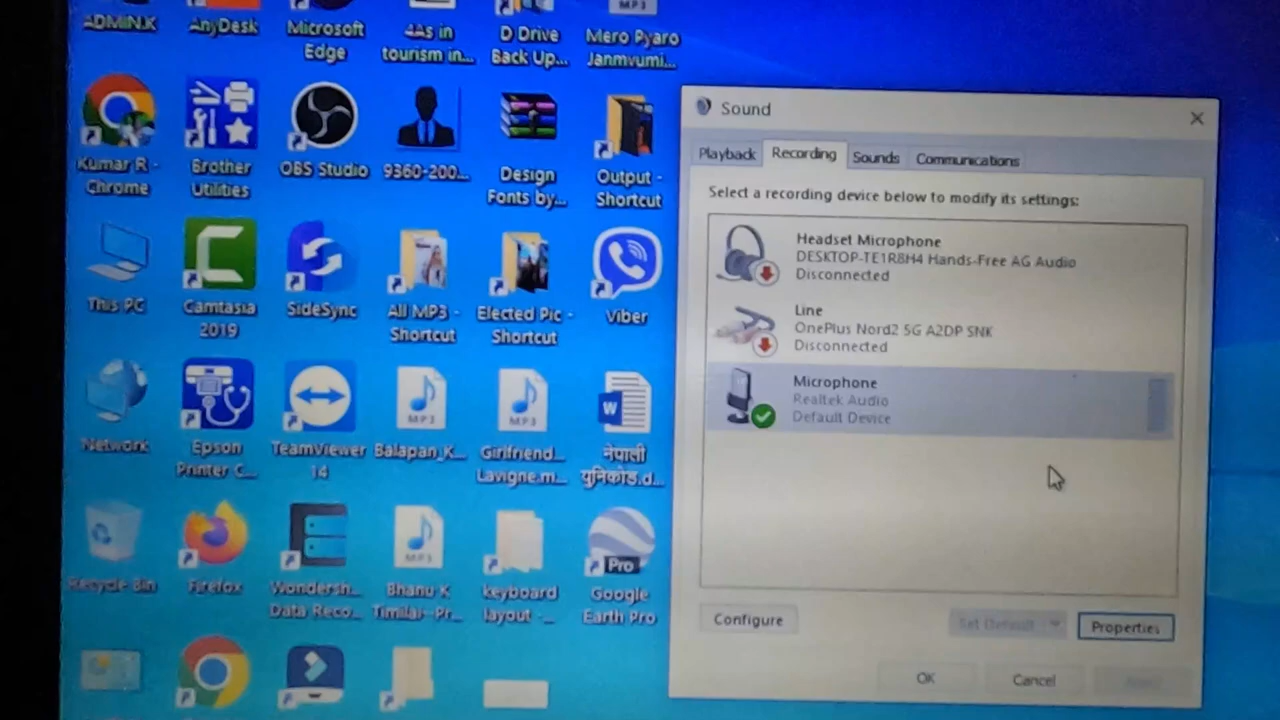 ADMIN.K
AnyDesk
Microsoft
Edge
4As in
tourism in...
D Drive
Back Up...
MP3
Mero Pyaro
Janmvumi...
Kumar R -
Chrome
Brother
Utilities
OBS Studio
9360-200...
Design
Fonts by...
Output -
Shortcut
This PC
Camtasia
2019
SideSync
All MP3 -
Shortcut
Elected Pic -
Shortcut
Viber
Network
Epson
Printer C...
TeamViewer
14
MP3
Balapan_K...
MP3
Girlfriend...
Lavigne.m...
W
नेपाली
युनिकोड.d...
Recycle Bin
Firefox
Wondersh...
Data Reco...
MP3
Bhanu K
Timilai--Pr...
keyboard
layout -...
Pro
Google
Earth Pro
Sound
Playback
Recording
Sounds
Communications
Select a recording device below to modify its settings:
Headset Microphone
DESKTOP-TE1R8H4 Hands-Free AG Audio
Disconnected
Line
OnePlus Nord2 5G A2DP SNK
Disconnected
Microphone
Realtek Audio
Default Device
Configure
Set Default
Properties
OK
Cancel